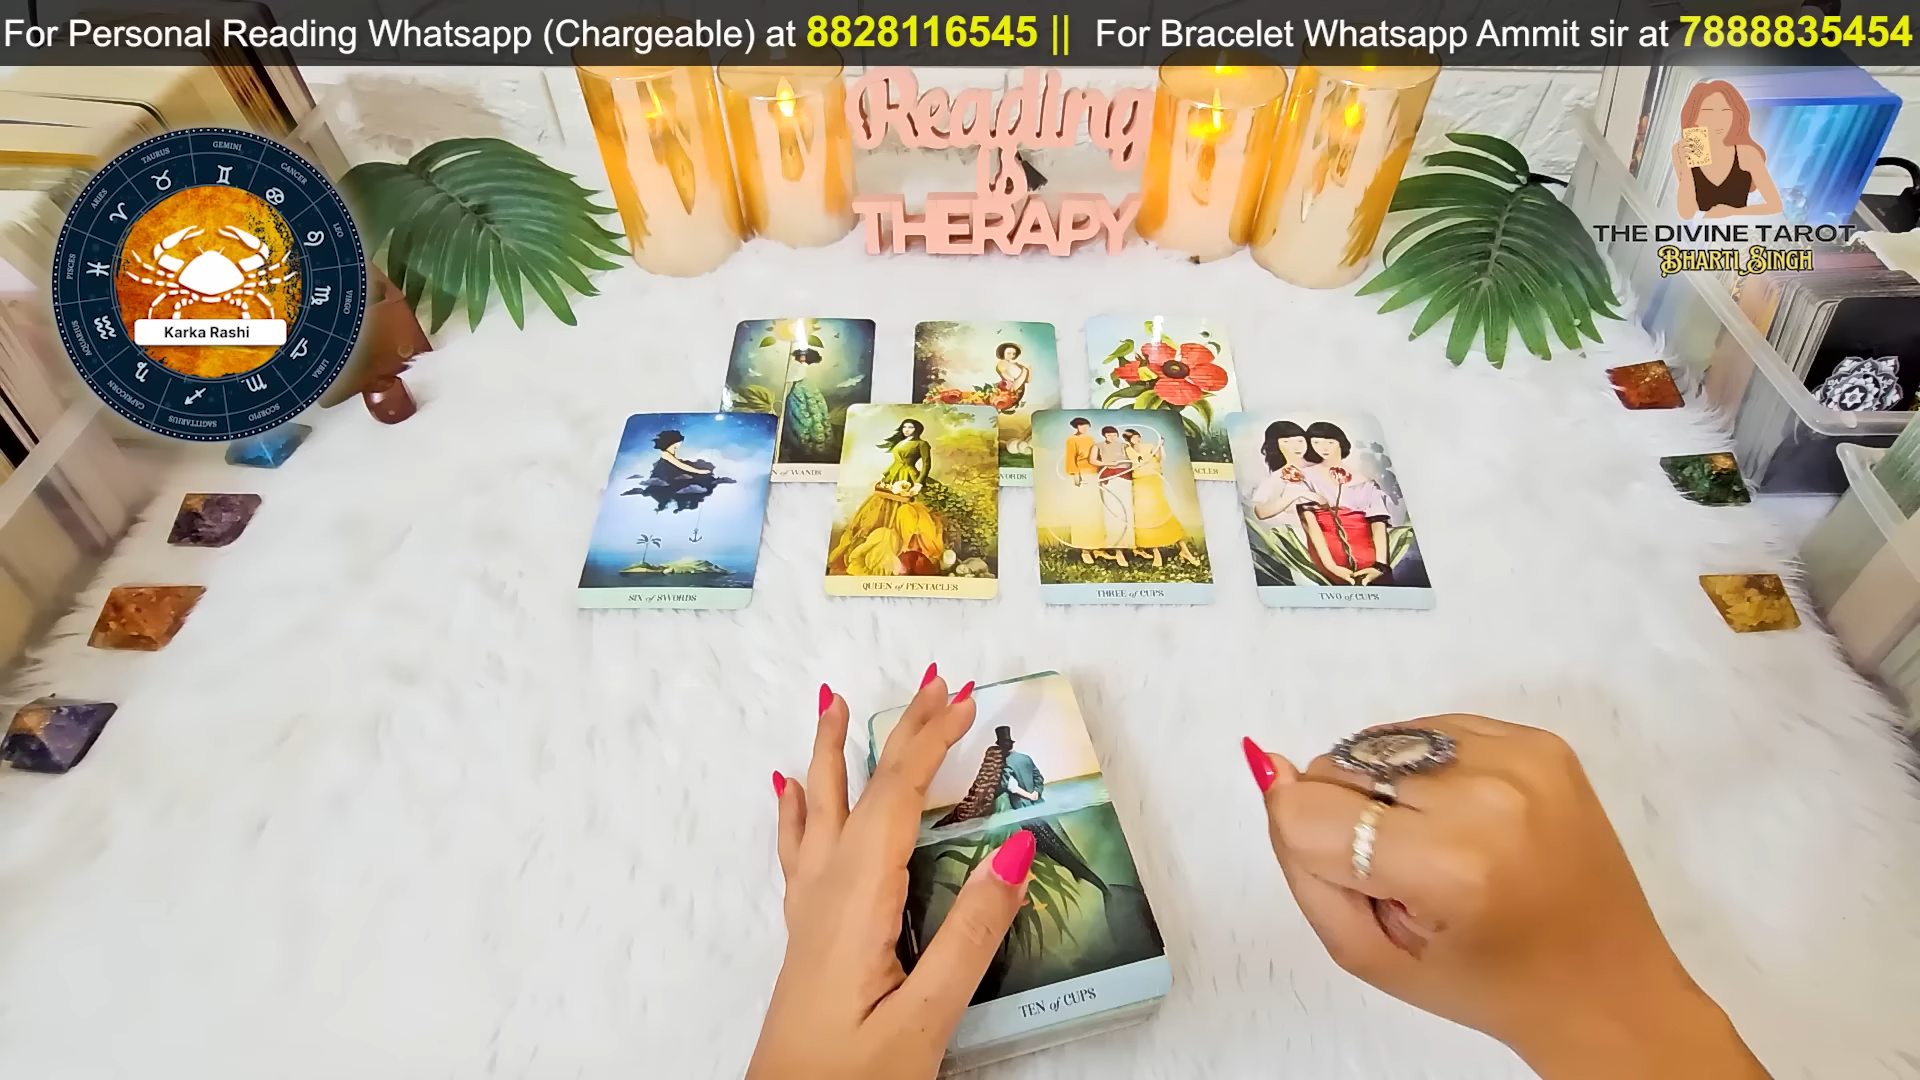 For Personal Reading Whatsapp (Chargeable) at 8828116545 || For Bracelet Whatsapp Ammit sir at 7888835454
Reading
is
THERAPY
GEMINI
CANCER
LEO
VIRGO
LIBRA
SCORPIO
SAGITTARIUS
CAPRICORN
AQUARIUS
PISCES
ARIES
TAURUS
Karka Rashi
THE DIVINE TAROT
BHARTI SINGH
of WANDS
SIX of SWORDS
QUEEN of PENTACLES
THREE of CUPS
TWO of CUPS
TEN of CUPS